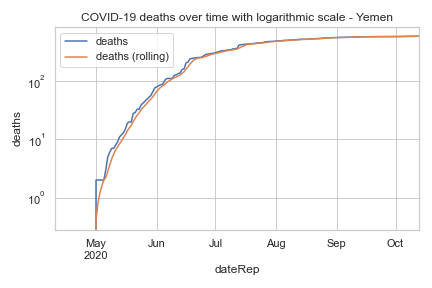 COVID-19 deaths over time with logarithmic scale - Yemen
deaths
deaths (rolling)
10²
10¹
10⁰
deaths
May
2020
Jun
Jul
Aug
Sep
Oct
dateRep